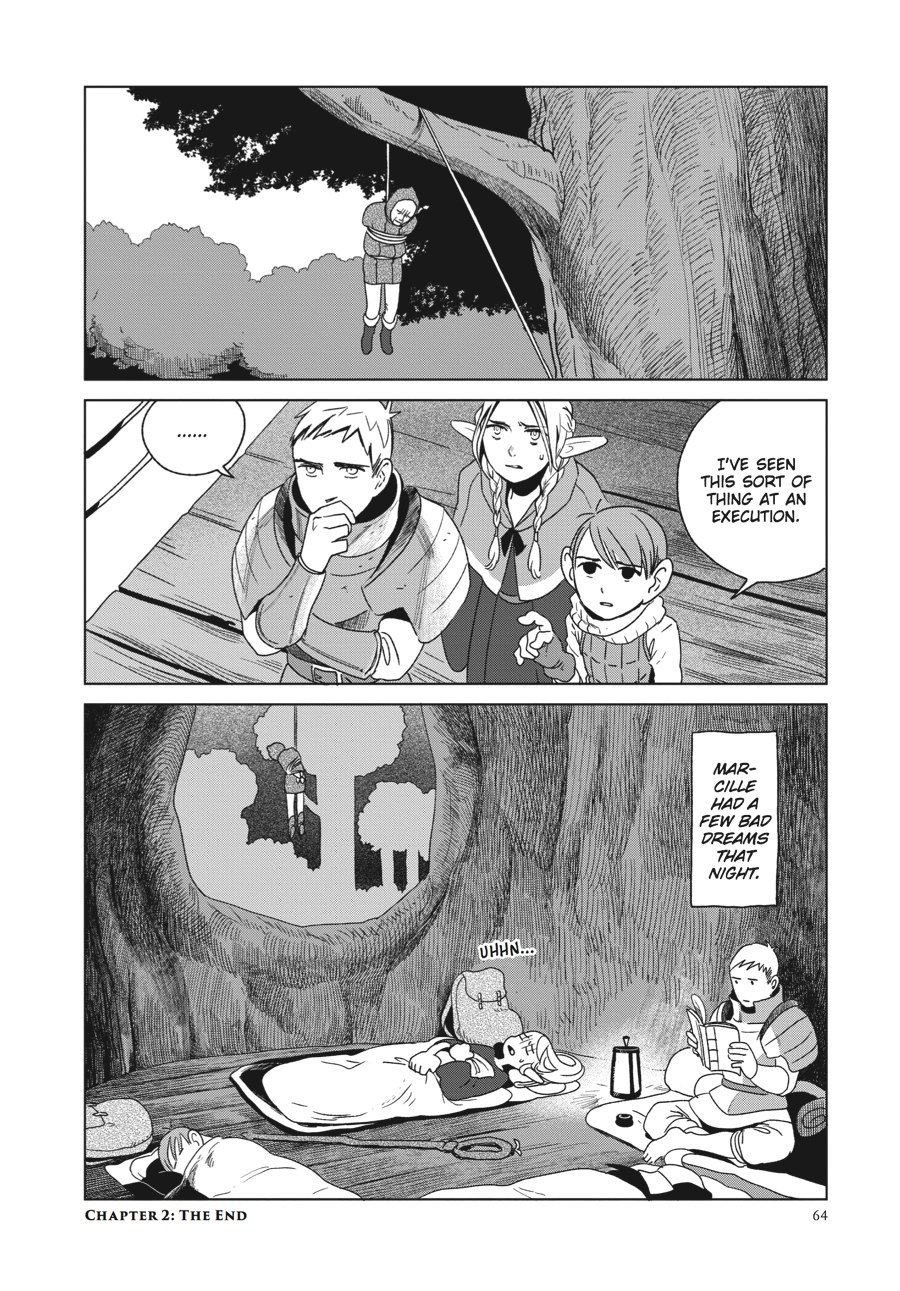 ......
I'VE SEEN
THIS SORT OF
THING AT AN
EXECUTION.
MAR-
CILLE
HAD A
FEW BAD
DREAMS
THAT
NIGHT.
UHHN...
CHAPTER 2: THE END
64